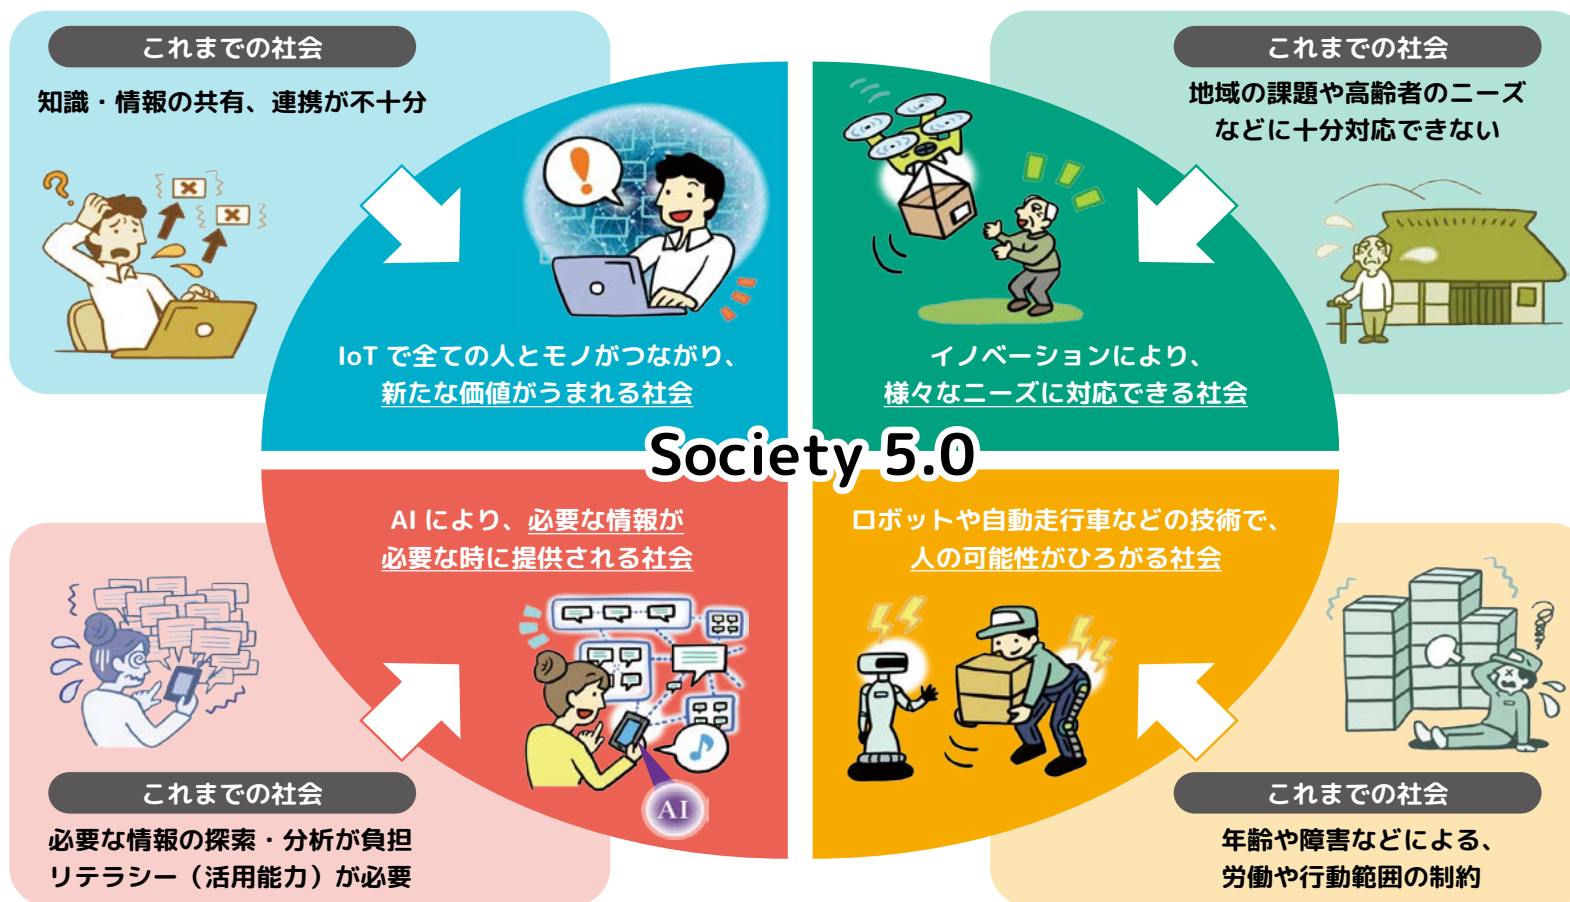 これまでの社会
知識・情報の共有、連携が不十分
IoT で全ての人とモノがつながり、
新たな価値がうまれる社会
これまでの社会
地域の課題や高齢者のニーズ
などに十分対応できない
イノベーションにより、
様々なニーズに対応できる社会
Society 5.0
AI により、必要な情報が
必要な時に提供される社会
AI
これまでの社会
必要な情報の探索・分析が負担
リテラシー（活用能力）が必要
ロボットや自動走行車などの技術で、
人の可能性がひろがる社会
これまでの社会
年齢や障害などによる、
労働や行動範囲の制約